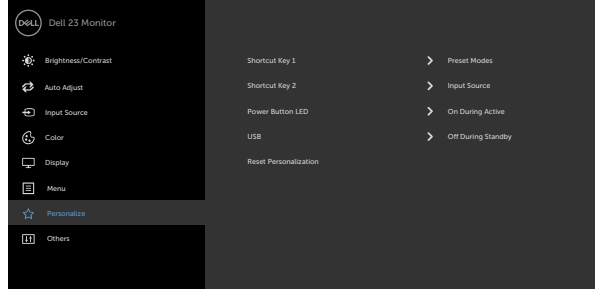 DELL Dell 23 Monitor
Brightness/Contrast
Auto Adjust
Input Source
Color
Display
Menu
Personalize
Others
Shortcut Key 1 Preset Modes
Shortcut Key 2 Input Source
Power Button LED On During Active
USB Off During Standby
Reset Personalization